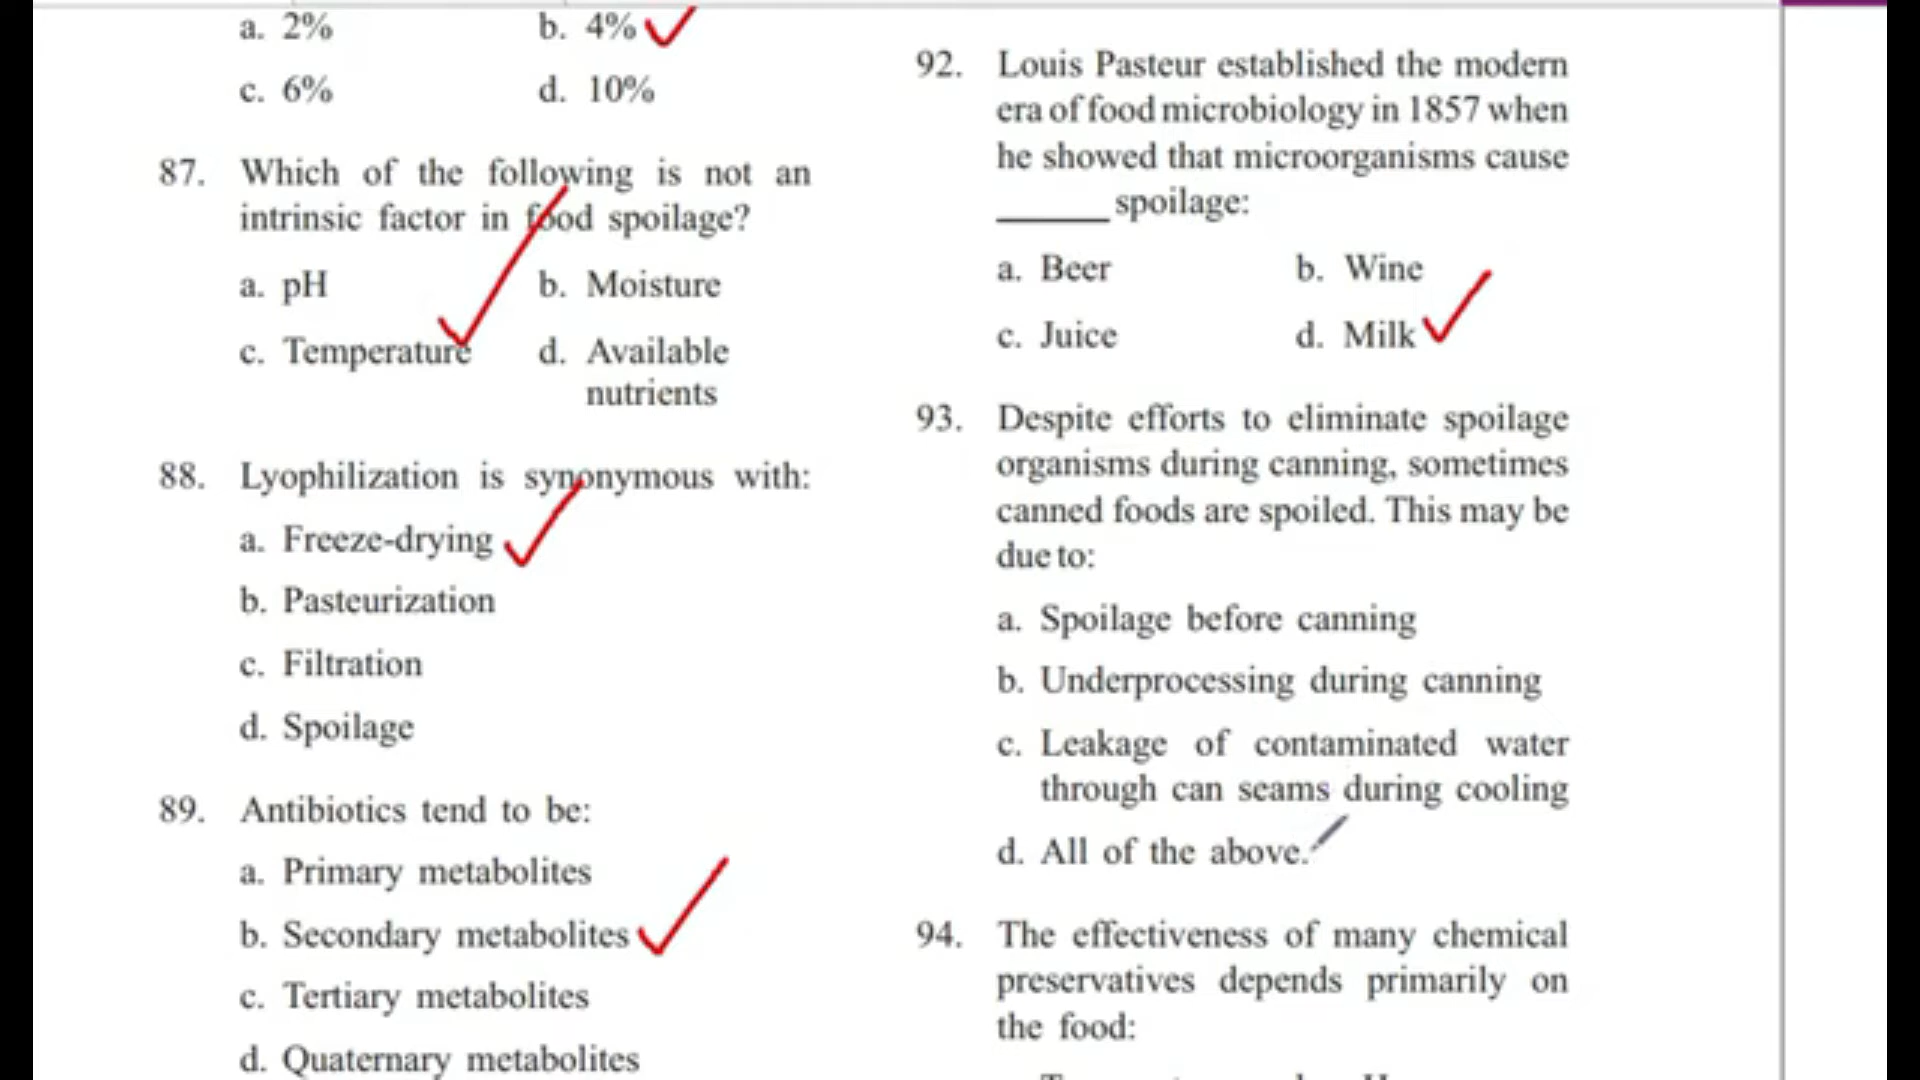 a. 2% b. 4%
c. 6% d. 10%
87. Which of the following is not an
intrinsic factor in food spoilage?
a. pH b. Moisture
c. Temperature d. Available
nutrients
88. Lyophilization is synonymous with:
a. Freeze-drying
b. Pasteurization
c. Filtration
d. Spoilage
89. Antibiotics tend to be:
a. Primary metabolites
b. Secondary metabolites
c. Tertiary metabolites
d. Quaternary metabolites
92. Louis Pasteur established the modern
era of food microbiology in 1857 when
he showed that microorganisms cause
______ spoilage:
a. Beer b. Wine
c. Juice d. Milk
93. Despite efforts to eliminate spoilage
organisms during canning, sometimes
canned foods are spoiled. This may be
due to:
a. Spoilage before canning
b. Underprocessing during canning
c. Leakage of contaminated water
through can seams during cooling
d. All of the above.
94. The effectiveness of many chemical
preservatives depends primarily on
the food: